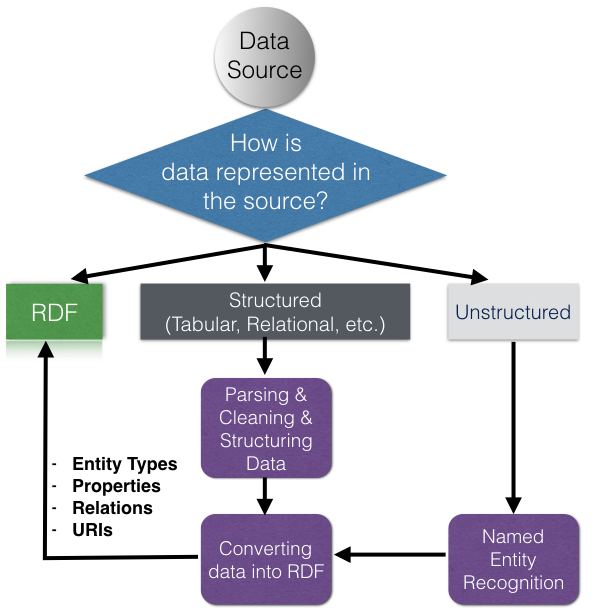 Data
Source
How is
data represented in
the source?
RDF
Structured
(Tabular, Relational, etc.)
Unstructured
Parsing &
Cleaning &
Structuring
Data
- Entity Types
- Properties
- Relations
- URIs
Converting
data into RDF
Named
Entity
Recognition